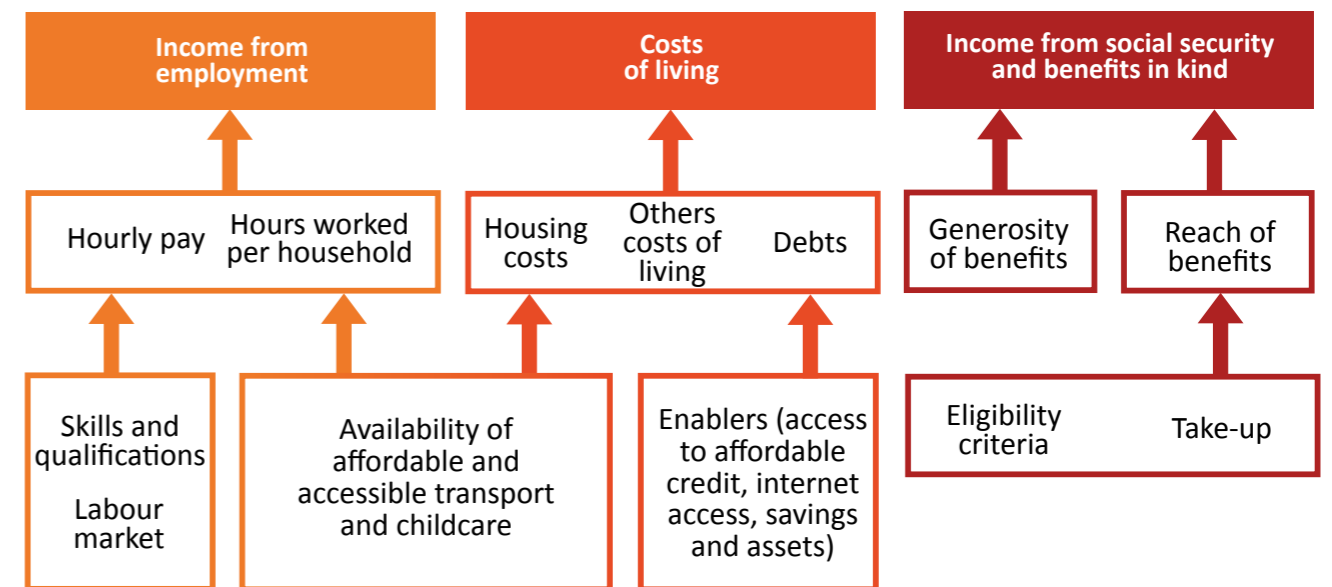 Income from
employment
Costs
of living
Income from social security
and benefits in kind
Hourly pay
Hours worked
per household
Housing
costs
Others
costs of
living
Debts
Generosity
of benefits
Reach of
benefits
Skills and
qualifications
Labour
market
Availability of
affordable and
accessible transport
and childcare
Enablers (access
to affordable
credit, internet
access, savings
and assets)
Eligibility
criteria
Take-up